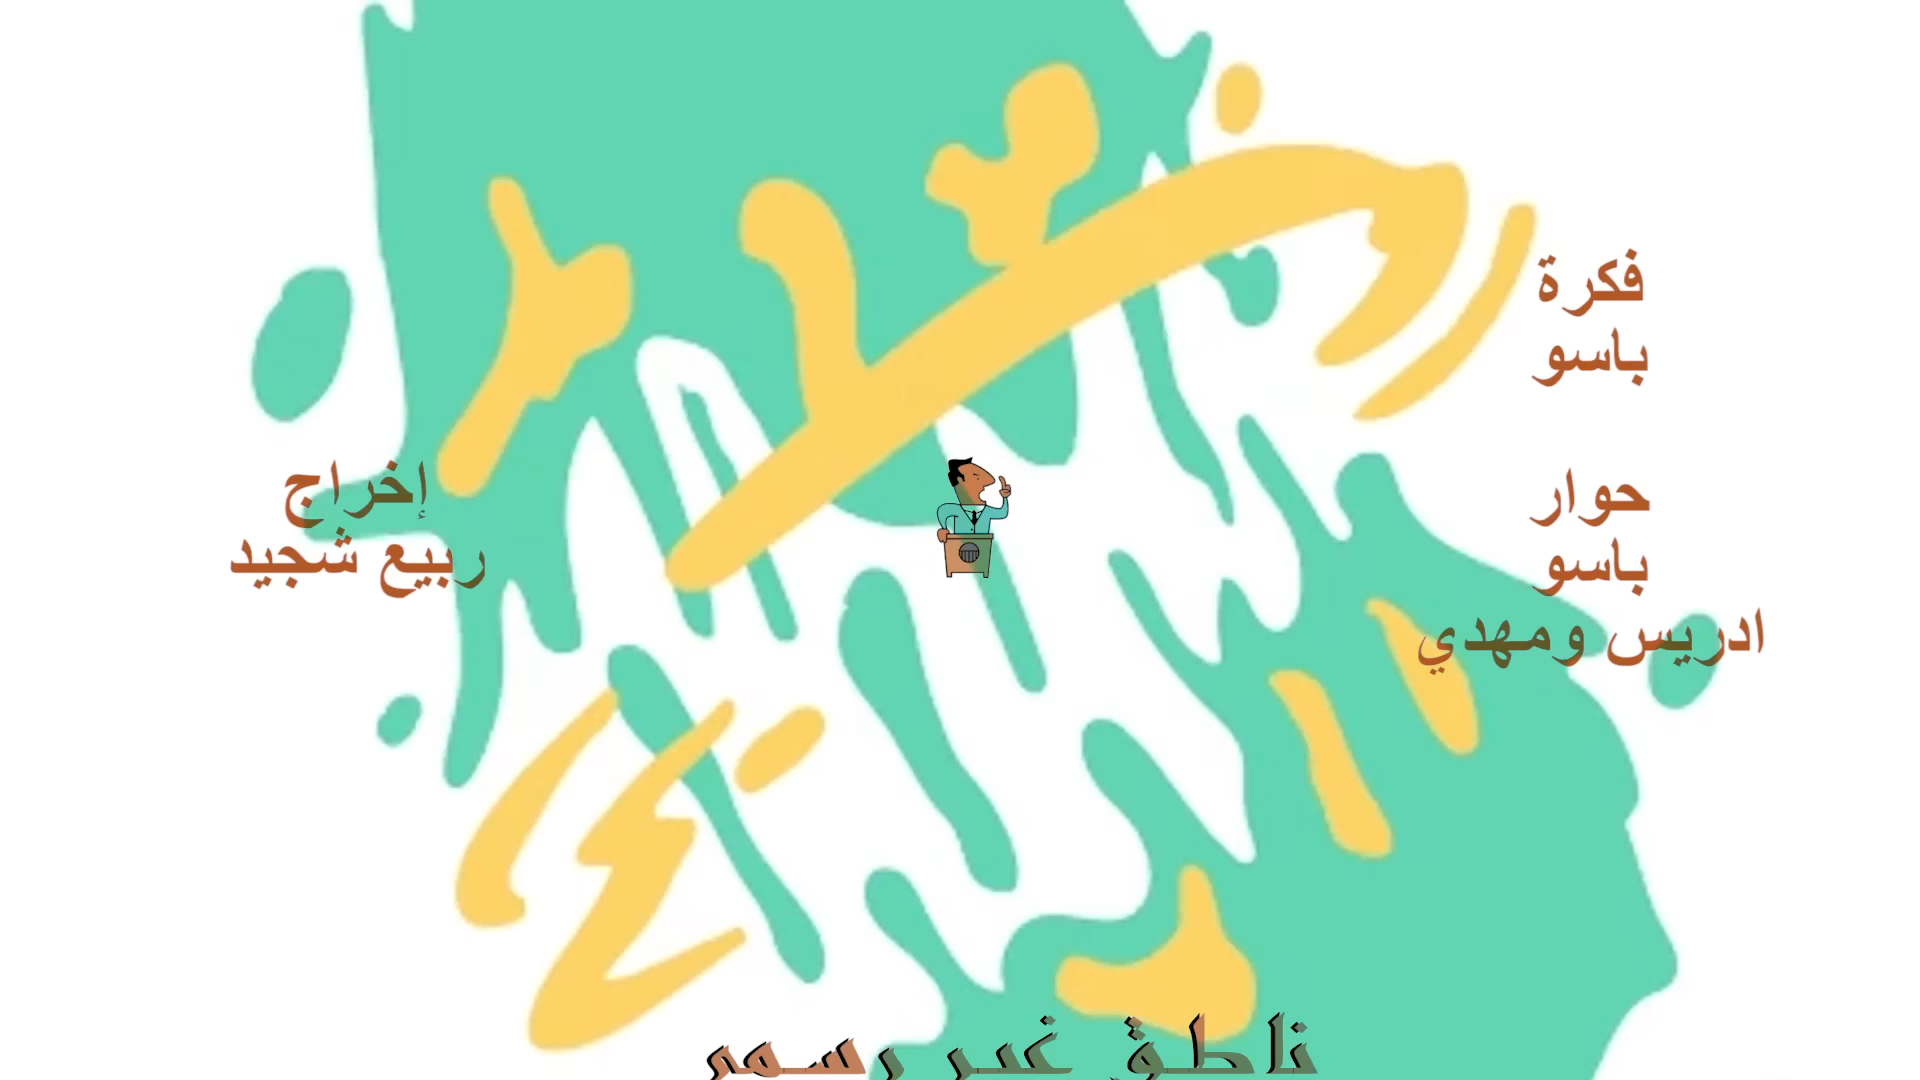 فكرة
باسو
حوار
باسو
ادريس ومهدي
إخراج
ربيع شجيد
ناطق غير رسمي